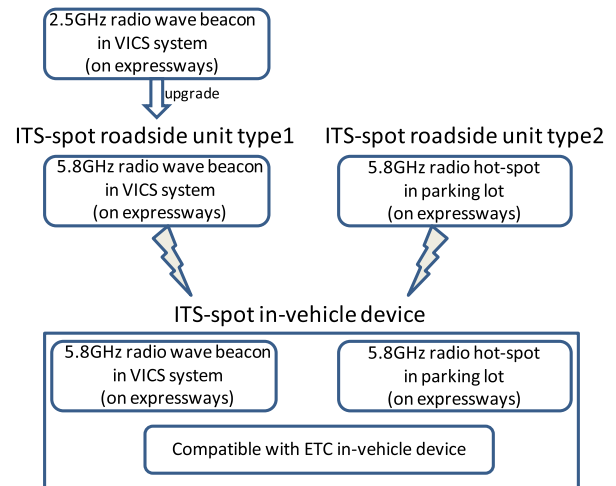 2.5GHz radio wave beacon
in VICS system
(on expressways)
upgrade
ITS-spot roadside unit type1
5.8GHz radio wave beacon
in VICS system
(on expressways)
ITS-spot roadside unit type2
5.8GHz radio hot-spot
in parking lot
(on expressways)
ITS-spot in-vehicle device
5.8GHz radio wave beacon
in VICS system
(on expressways)
5.8GHz radio hot-spot
in parking lot
(on expressways)
Compatible with ETC in-vehicle device